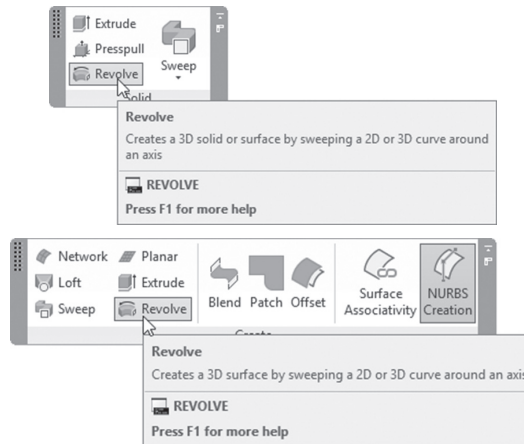 Extrude
Presspull
Revolve
Sweep
Solid
Revolve
Creates a 3D solid or surface by sweeping a 2D or 3D curve around
an axis
REVOLVE
Press F1 for more help
Network
Planar
Loft
Extrude
Sweep
Revolve
Blend Patch Offset
Surface
Associativity
NURBS
Creation
Create
Revolve
Creates a 3D surface by sweeping a 2D or 3D curve around an axis
REVOLVE
Press F1 for more help